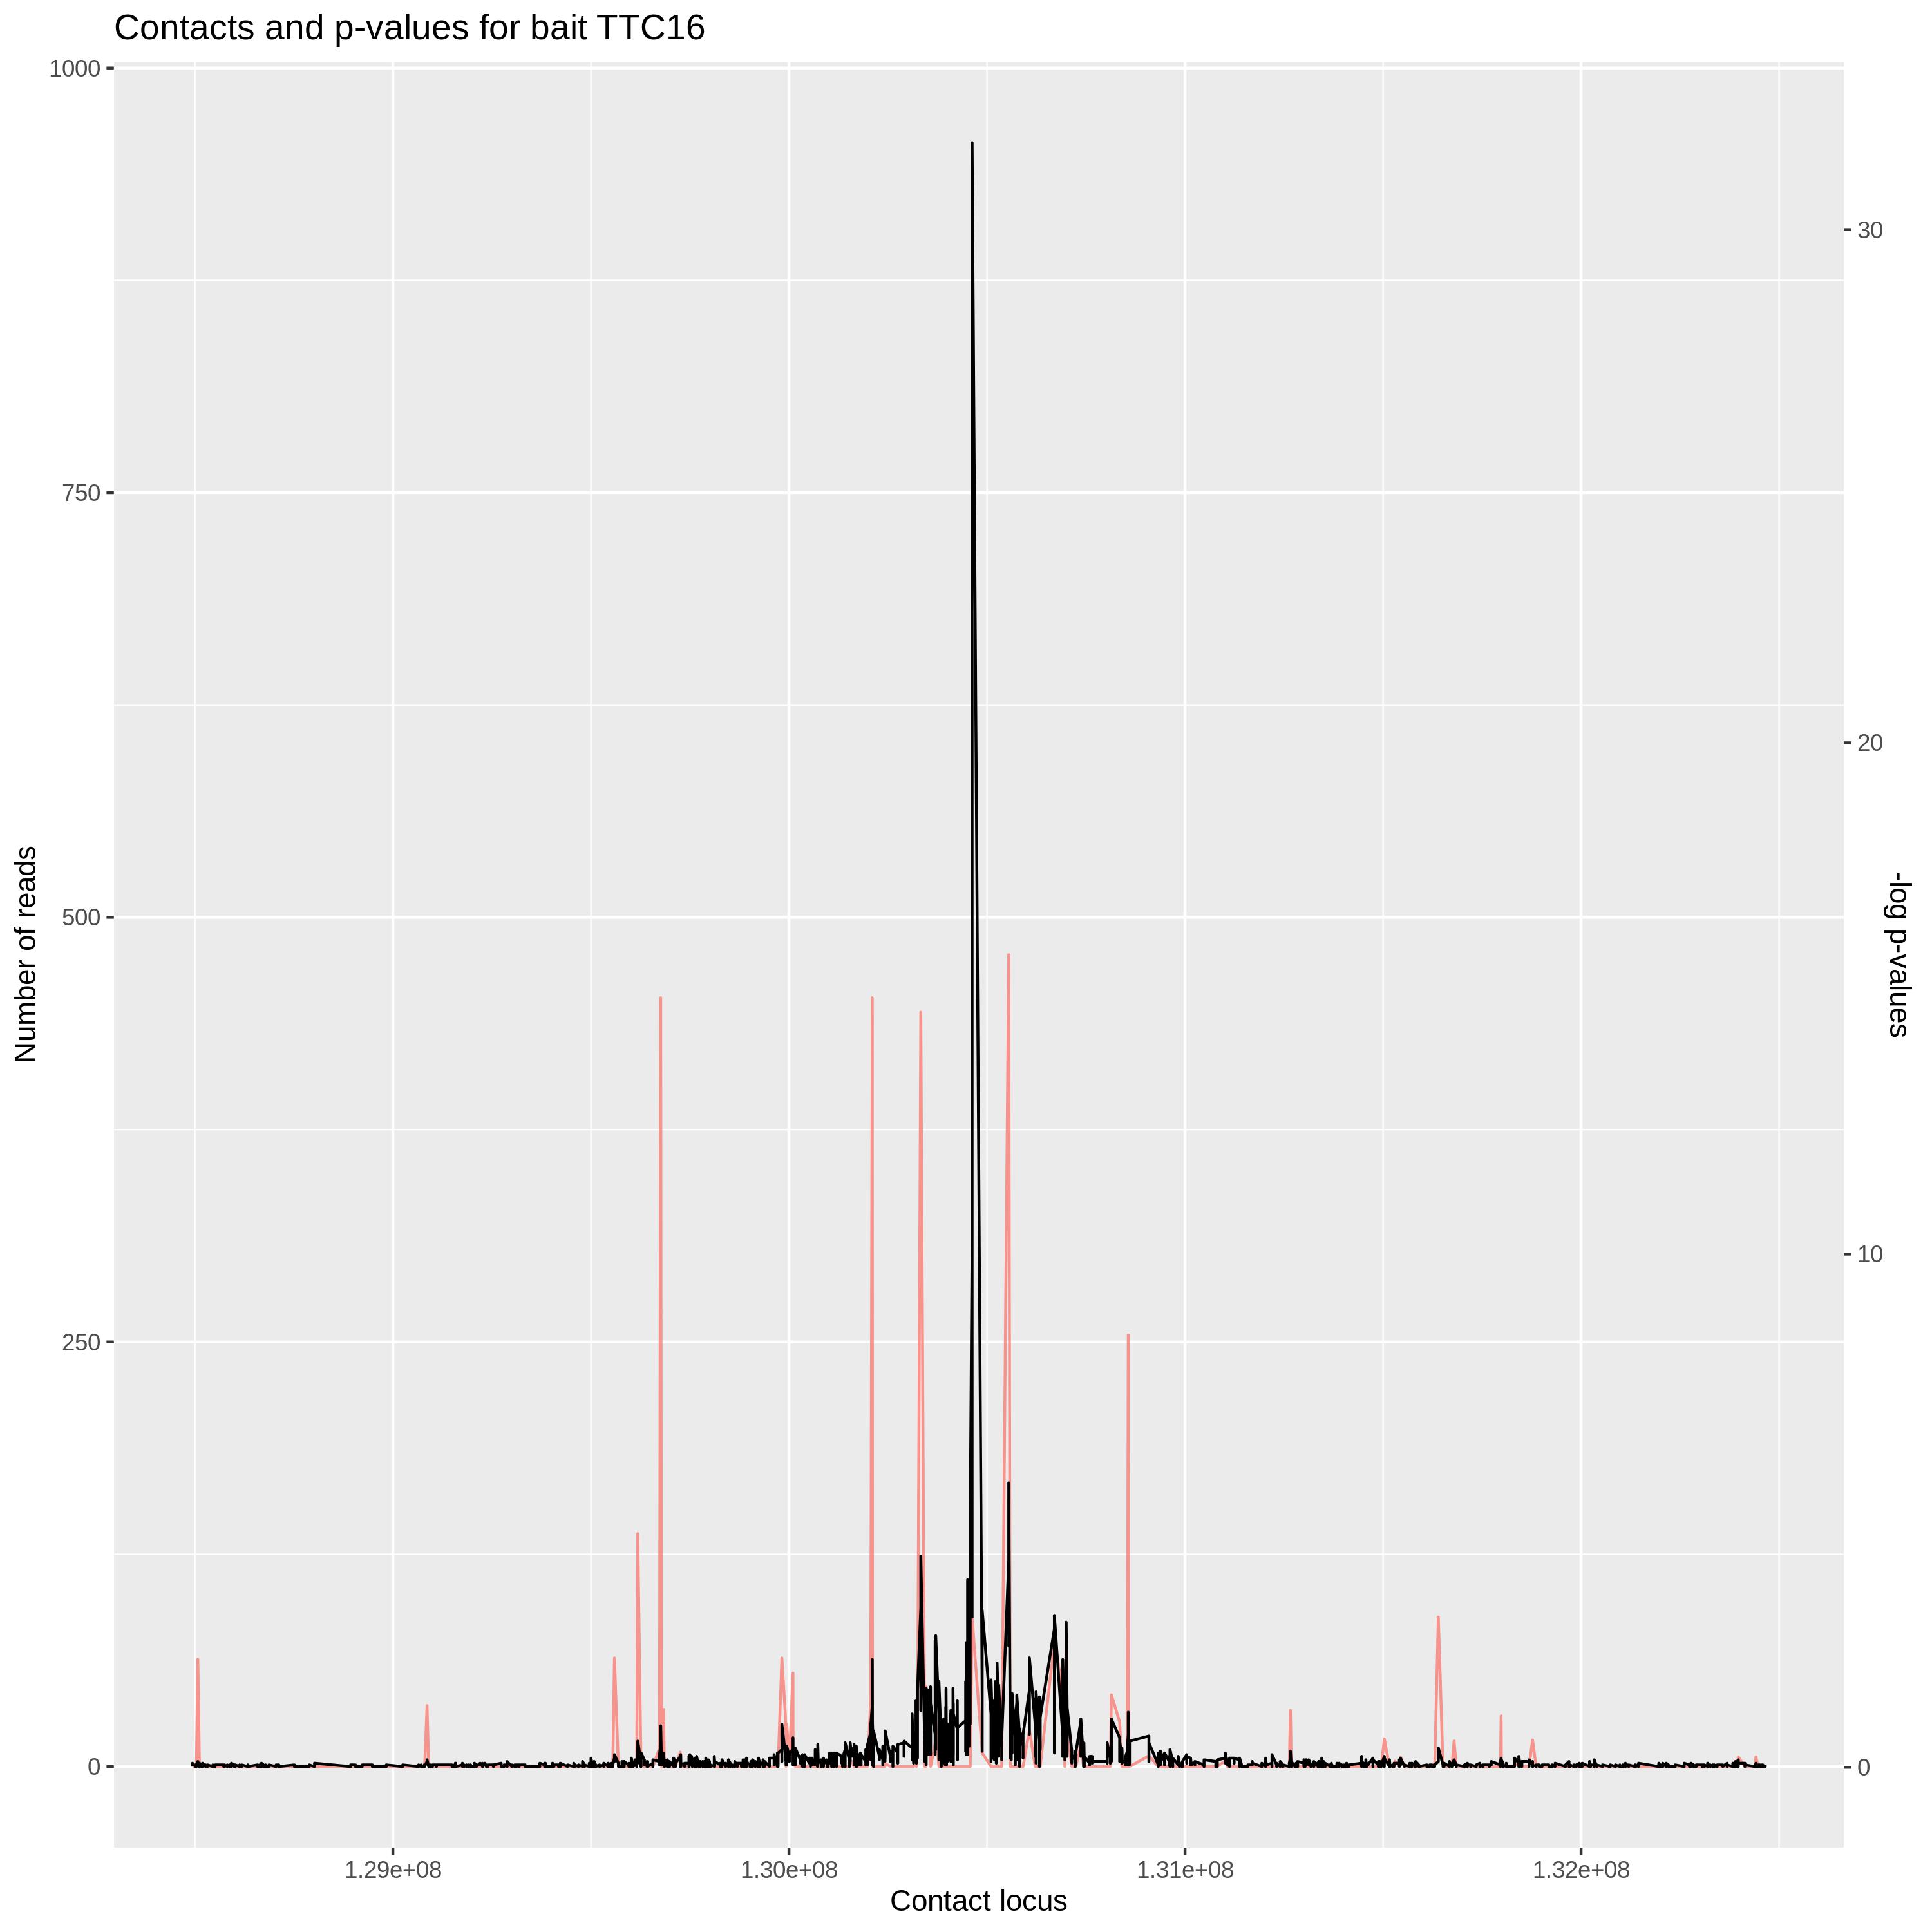 Contacts and p-values for bait TTC16
1000
750
500
250
0
Number of reads
30
20
10
0
-log p-values
1.29e+08 1.30e+08 1.31e+08 1.32e+08
Contact locus